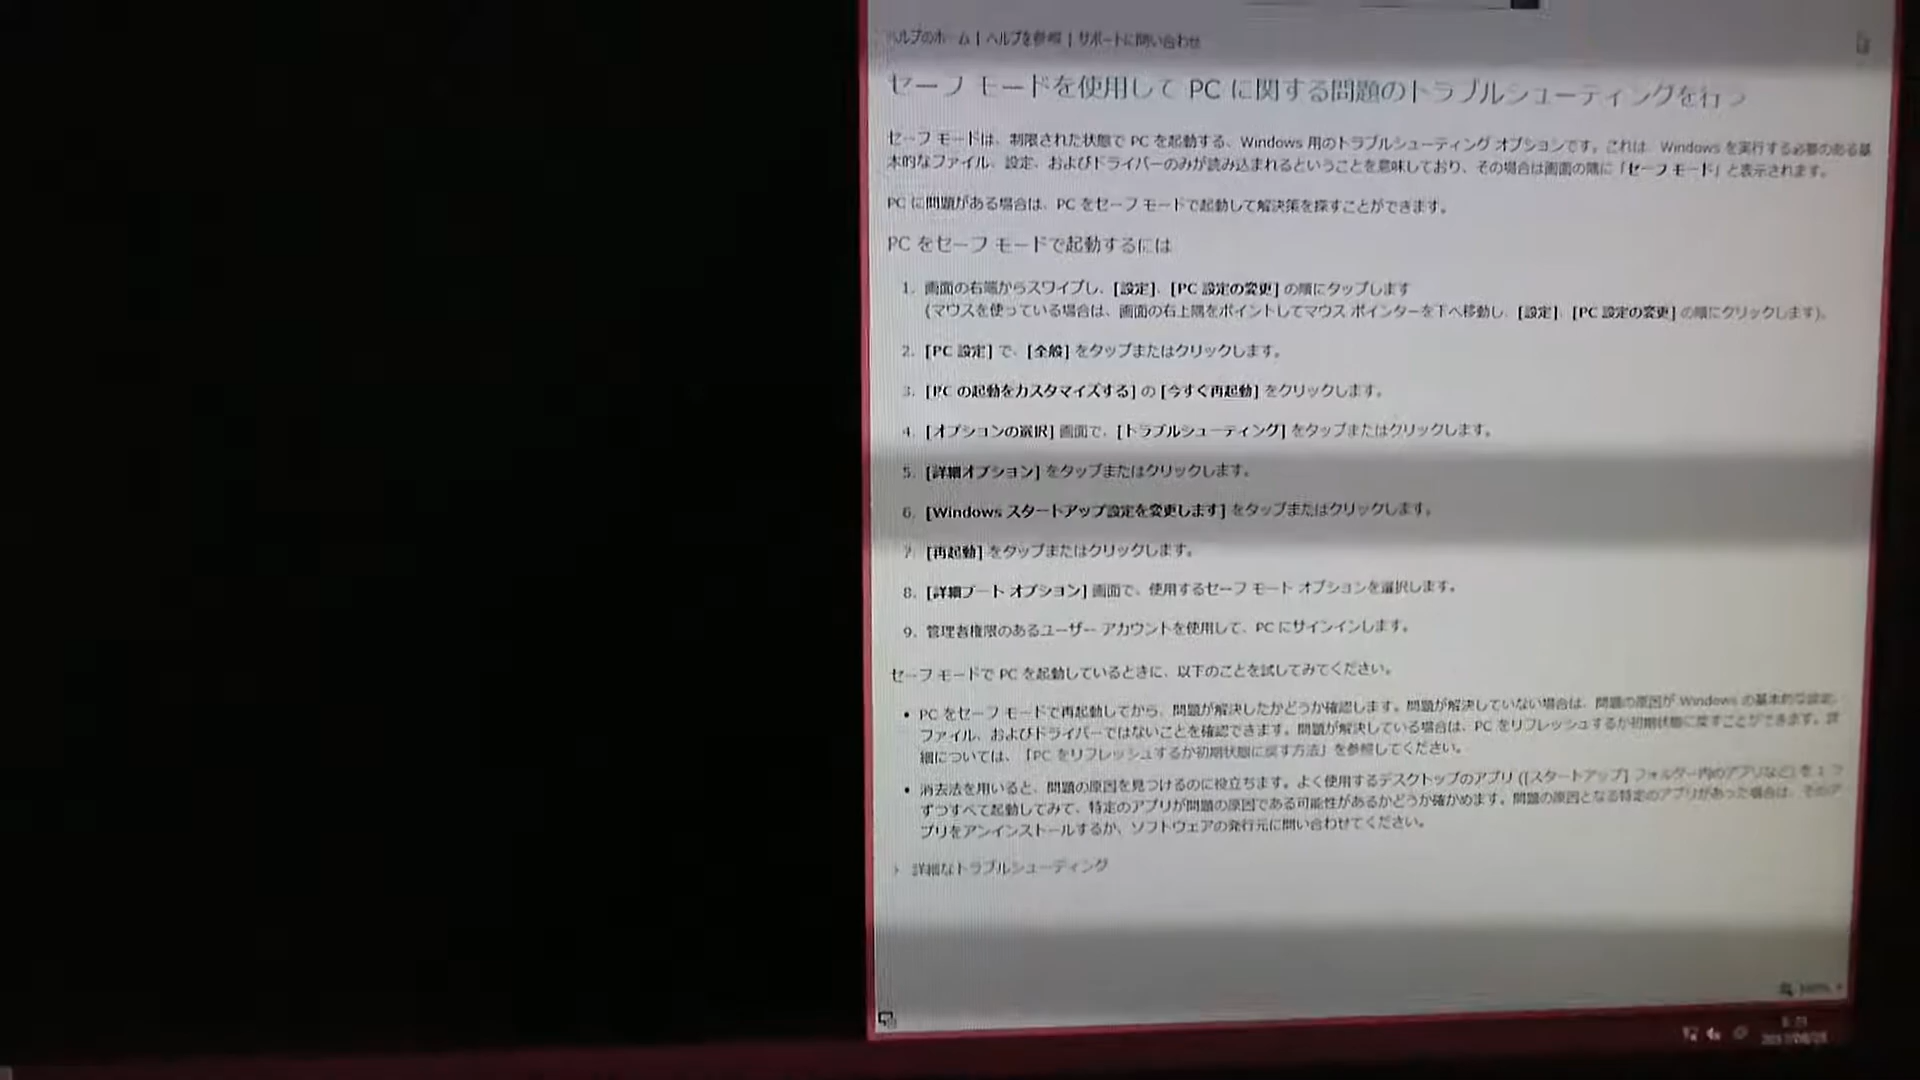 ヘルプのホーム | ヘルプを参照 | サポートに問い合わせ
セーフ モードを使用して PC に関する問題のトラブルシューティングを行う
セーフ モードは、制限された状態で PC を起動する、Windows 用のトラブルシューティング オプションです。これは、Windows を実行する必要のある基
本的なファイル、設定、およびドライバーのみが読み込まれるということを意味しており、その場合は画面の隅に「セーフ モード」と表示されます。
PC に問題がある場合は、PC をセーフ モードで起動して解決策を探すことができます。
PC をセーフ モードで起動するには
1. 画面の右端からスワイプし、[設定]、[PC 設定の変更] の順にタップします
(マウスを使っている場合は、画面の右上隅をポイントしてマウス ポインターを下へ移動し、[設定]、[PC 設定の変更] の順にクリックします)。
2. [PC 設定] で、[全般] をタップまたはクリックします。
3. [PC の起動をカスタマイズする] の [今すぐ再起動] をクリックします。
4. [オプションの選択] 画面で、[トラブルシューティング] をタップまたはクリックします。
5. [詳細オプション] をタップまたはクリックします。
6. [Windows スタートアップ設定を変更します] をタップまたはクリックします。
7. [再起動] をタップまたはクリックします。
8. [詳細ブート オプション] 画面で、使用するセーフ モード オプションを選択します。
9. 管理者権限のあるユーザー アカウントを使用して、PC にサインインします。
セーフ モードで PC を起動しているときに、以下のことを試してみてください。
• PC をセーフ モードで再起動してから、問題が解決したかどうか確認します。問題が解決していない場合は、問題の原因が Windows の基本的な設定、
ファイル、およびドライバーではないことを確認できます。問題が解決している場合は、PC をリフレッシュするか初期状態に戻すことができます。詳
細については、「PC をリフレッシュするか初期状態に戻す方法」を参照してください。
• 消去法を用いると、問題の原因を見つけるのに役立ちます。よく使用するデスクトップのアプリ ([スタートアップ] フォルダー内のアプリなど) を 1 つ
ずつすべて起動してみて、特定のアプリが問題の原因である可能性があるかどうか確かめます。問題の原因となる特定のアプリがあった場合は、そのア
プリをアンインストールするか、ソフトウェアの発行元に問い合わせてください。
詳細なトラブルシューティング